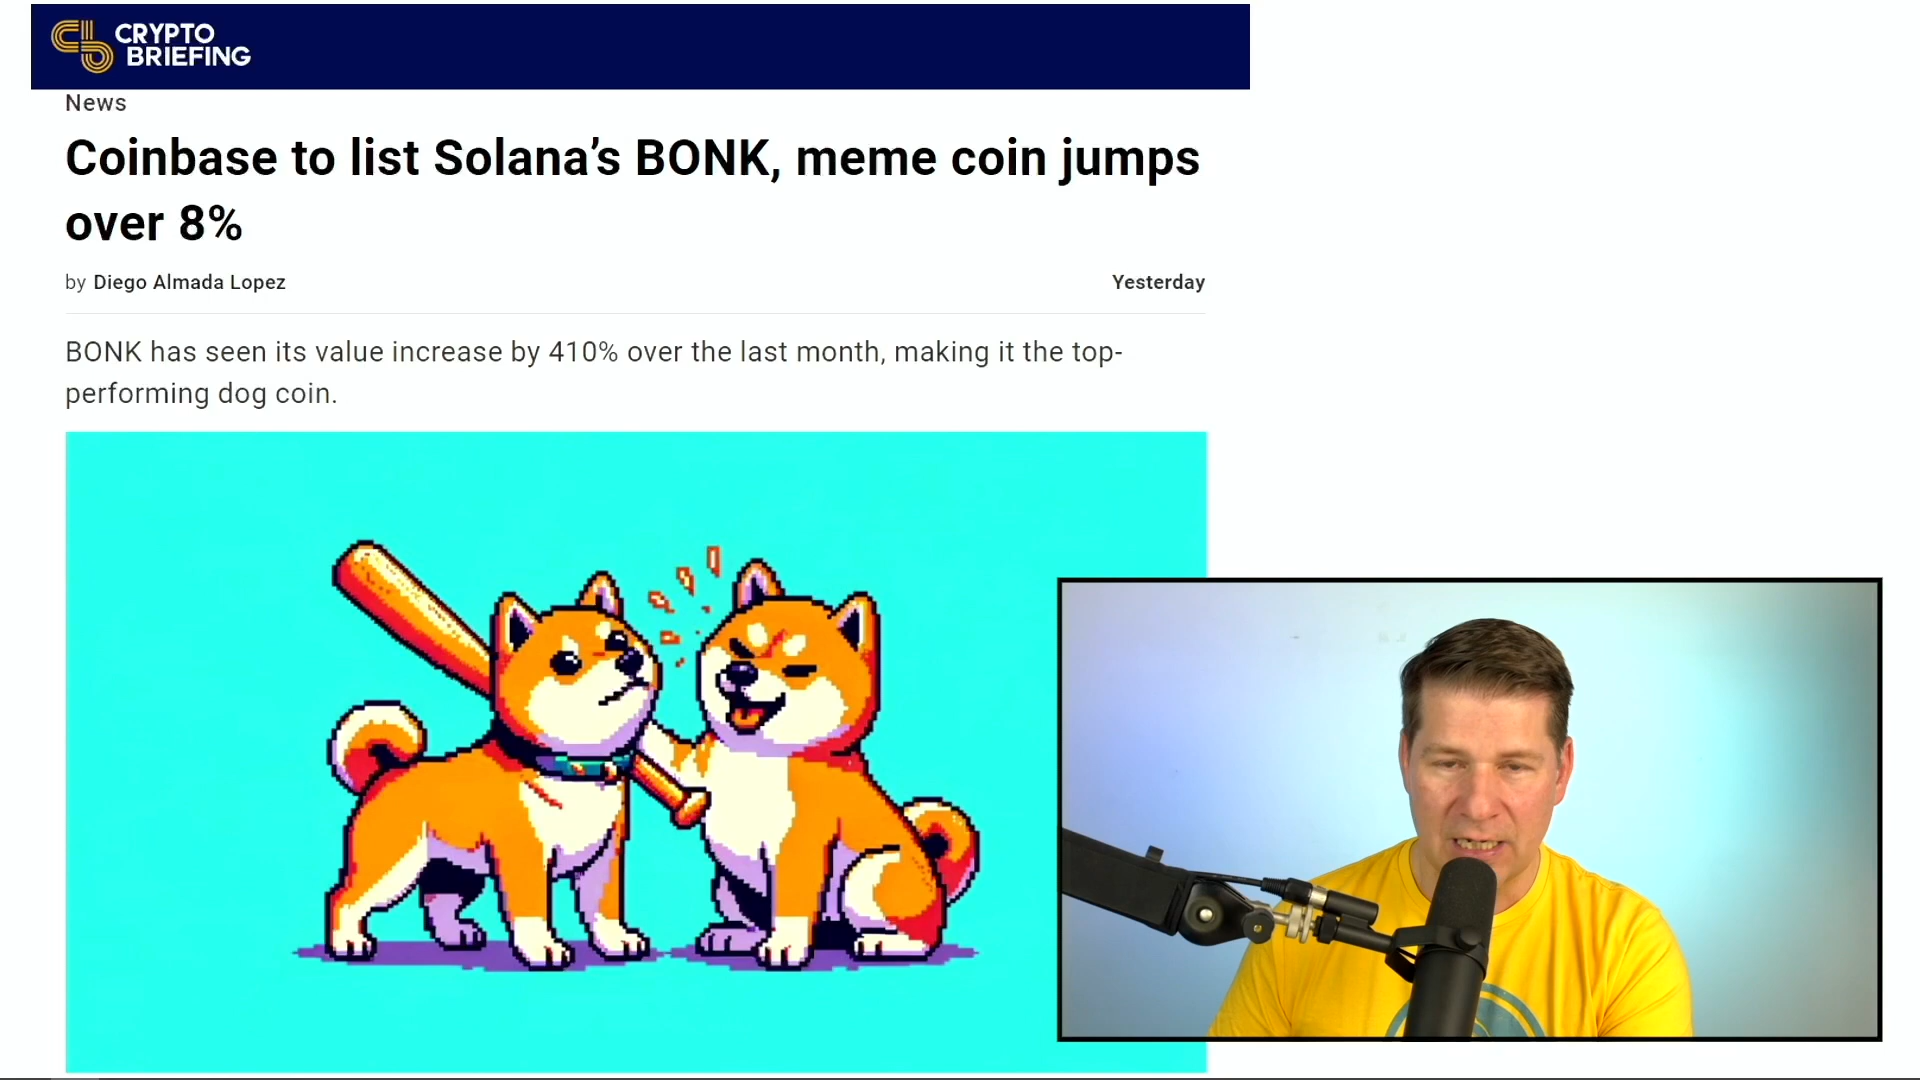 CRYPTO
BRIEFING
News
Coinbase to list Solana’s BONK, meme coin jumps
over 8%
by Diego Almada Lopez
Yesterday
BONK has seen its value increase by 410% over the last month, making it the top-
performing dog coin.